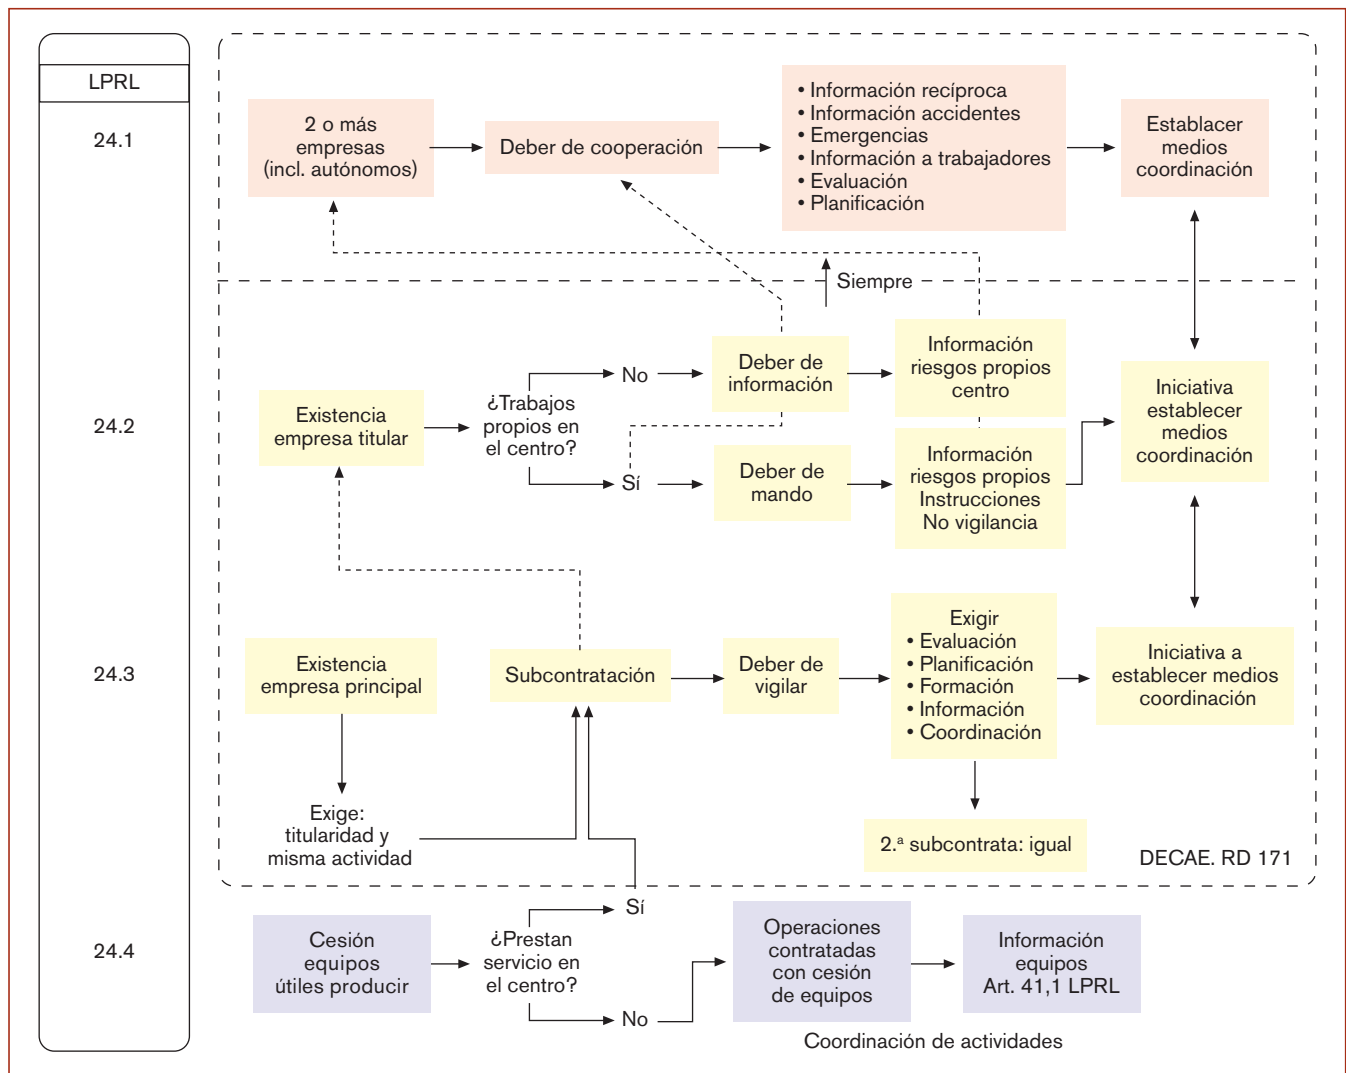 LPRL
24.1
2 o más
empresas
(incl. autónomos)
Deber de cooperación
• Información recíproca
• Información accidentes
• Emergencias
• Información a trabajadores
• Evaluación
• Planificación
Establacer
medios
coordinación
Siempre
24.2
Existencia
empresa titular
¿Trabajos
propios en
el centro?
No
Sí
Deber de
información
Deber de
mando
Información
riesgos propios
centro
Información
riesgos propios
Instrucciones
No vigilancia
Iniciativa
establecer
medios
coordinación
24.3
Existencia
empresa principal
Exige:
titularidad y
misma actividad
Subcontratación
Deber de
vigilar
Exigir
• Evaluación
• Planificación
• Formación
• Información
• Coordinación
Iniciativa a
establecer medios
coordinación
2.ª subcontrata: igual
DECAE. RD 171
24.4
Cesión
equipos
útiles producir
¿Prestan
servicio en
el centro?
Sí
No
Operaciones
contratadas
con cesión
de equipos
Información
equipos
Art. 41,1 LPRL
Coordinación de actividades